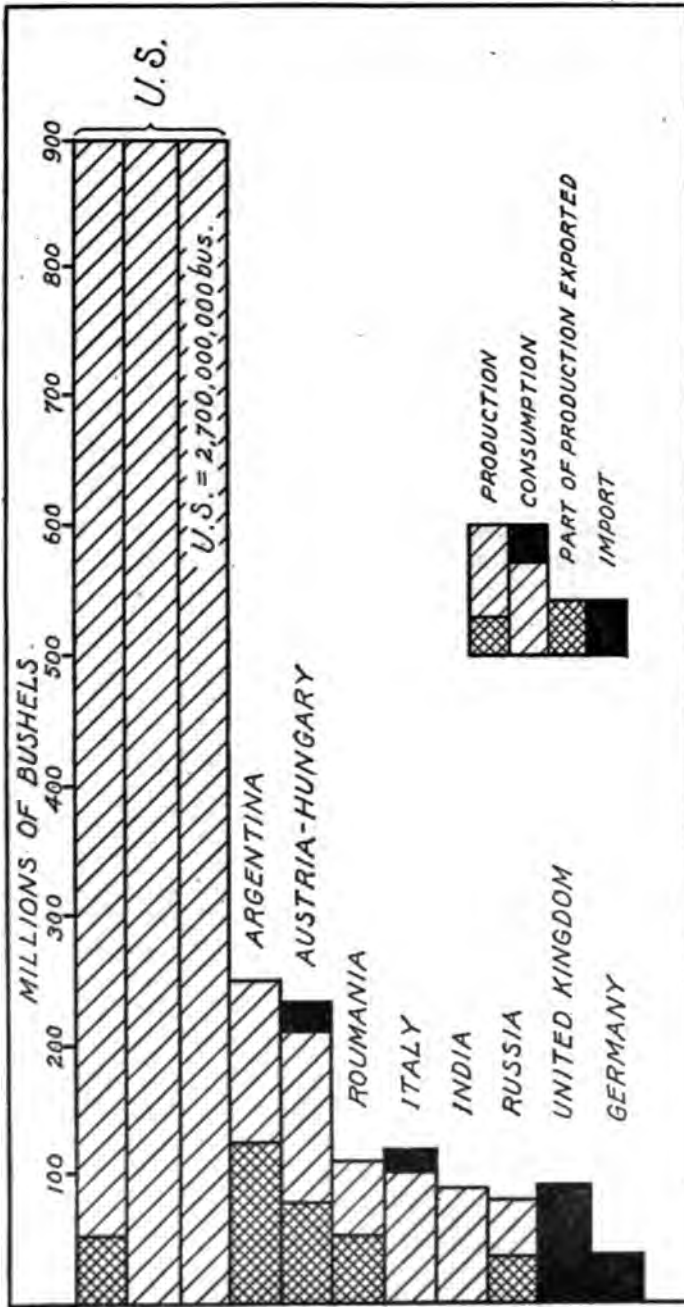 MILLIONS OF BUSHELS.
100 200 300 400 500 600 700 800 900
U.S.
U.S. = 2,700,000,000 bus.
ARGENTINA
AUSTRIA-HUNGARY
ROUMANIA
ITALY
INDIA
RUSSIA
UNITED KINGDOM
GERMANY
PRODUCTION
CONSUMPTION
PART OF PRODUCTION EXPORTED
IMPORT